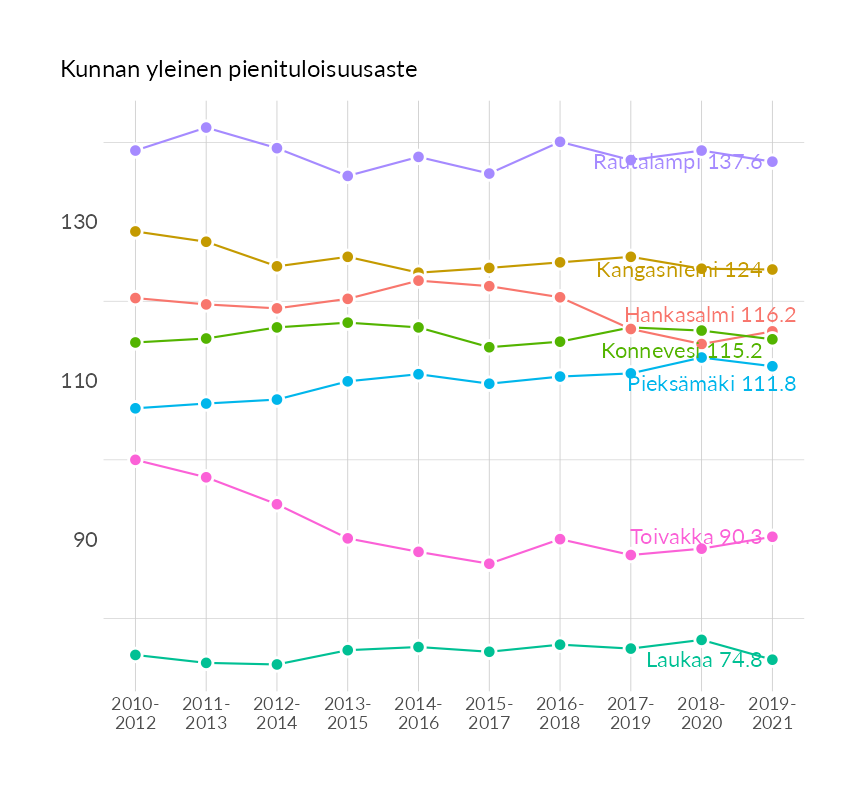 Kunnan yleinen pienituloisuusaste
Rautalampi 137.6
130
Kangasniemi 124
Hankasalmi 116.2
Konnevesi 115.2
110
Pieksämäki 111.8
Toivakka 90.3
90
Laukaa 74.8
2010- 2011- 2012- 2013- 2014- 2015- 2016- 2017- 2018- 2019-
2012 2013 2014 2015 2016 2017 2018 2019 2020 2021